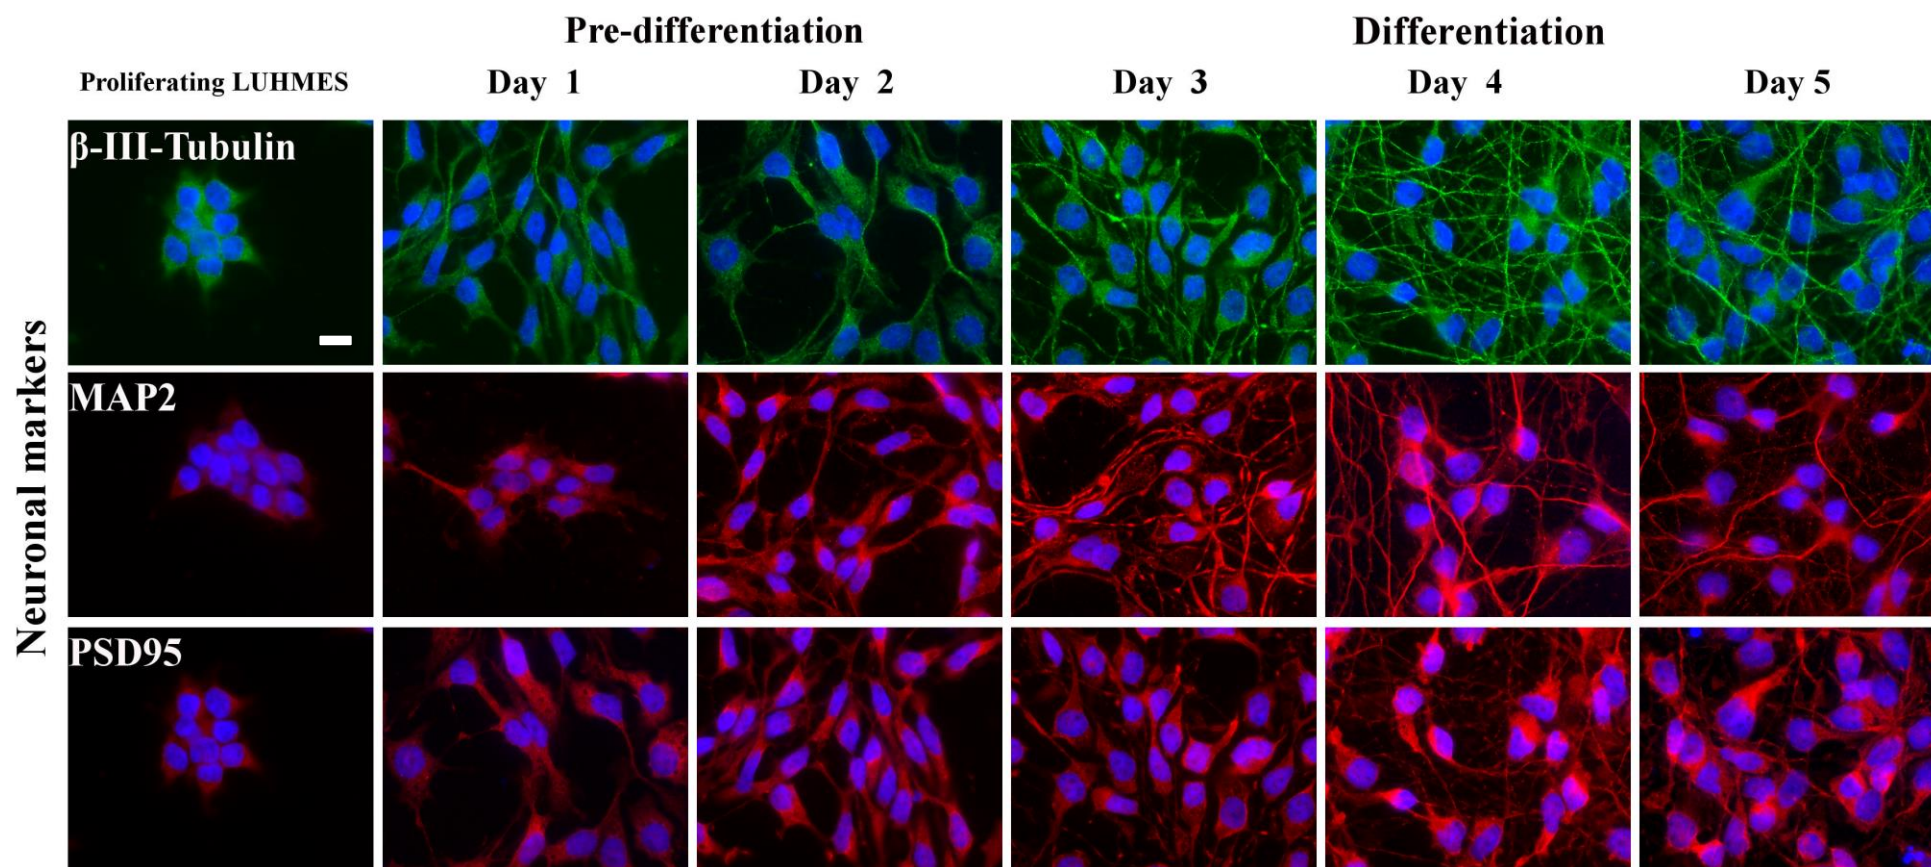 Pre-differentiation Differentiation
Proliferating LUHMES Day 1 Day 2 Day 3 Day 4 Day 5
Neuronal markers
β-III-Tubulin
MAP2
PSD95